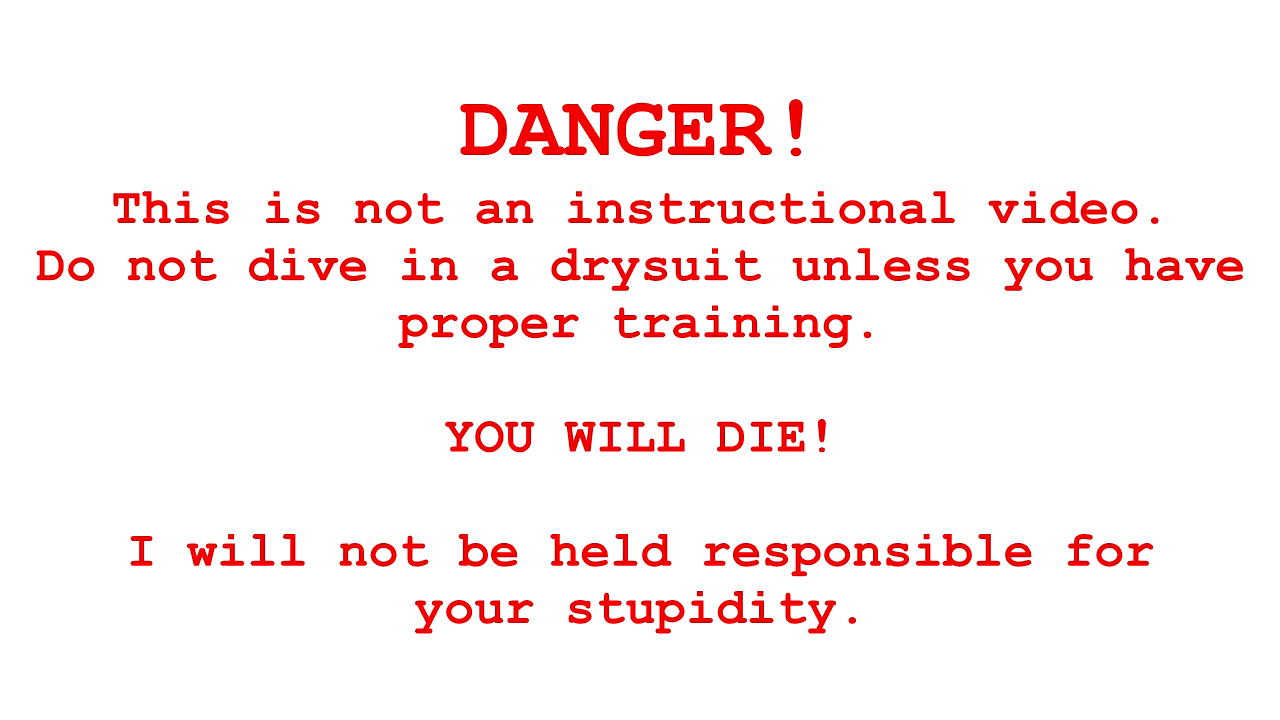 DANGER!
This is not an instructional video.
Do not dive in a drysuit unless you have
proper training.
YOU WILL DIE!
I will not be held responsible for
your stupidity.